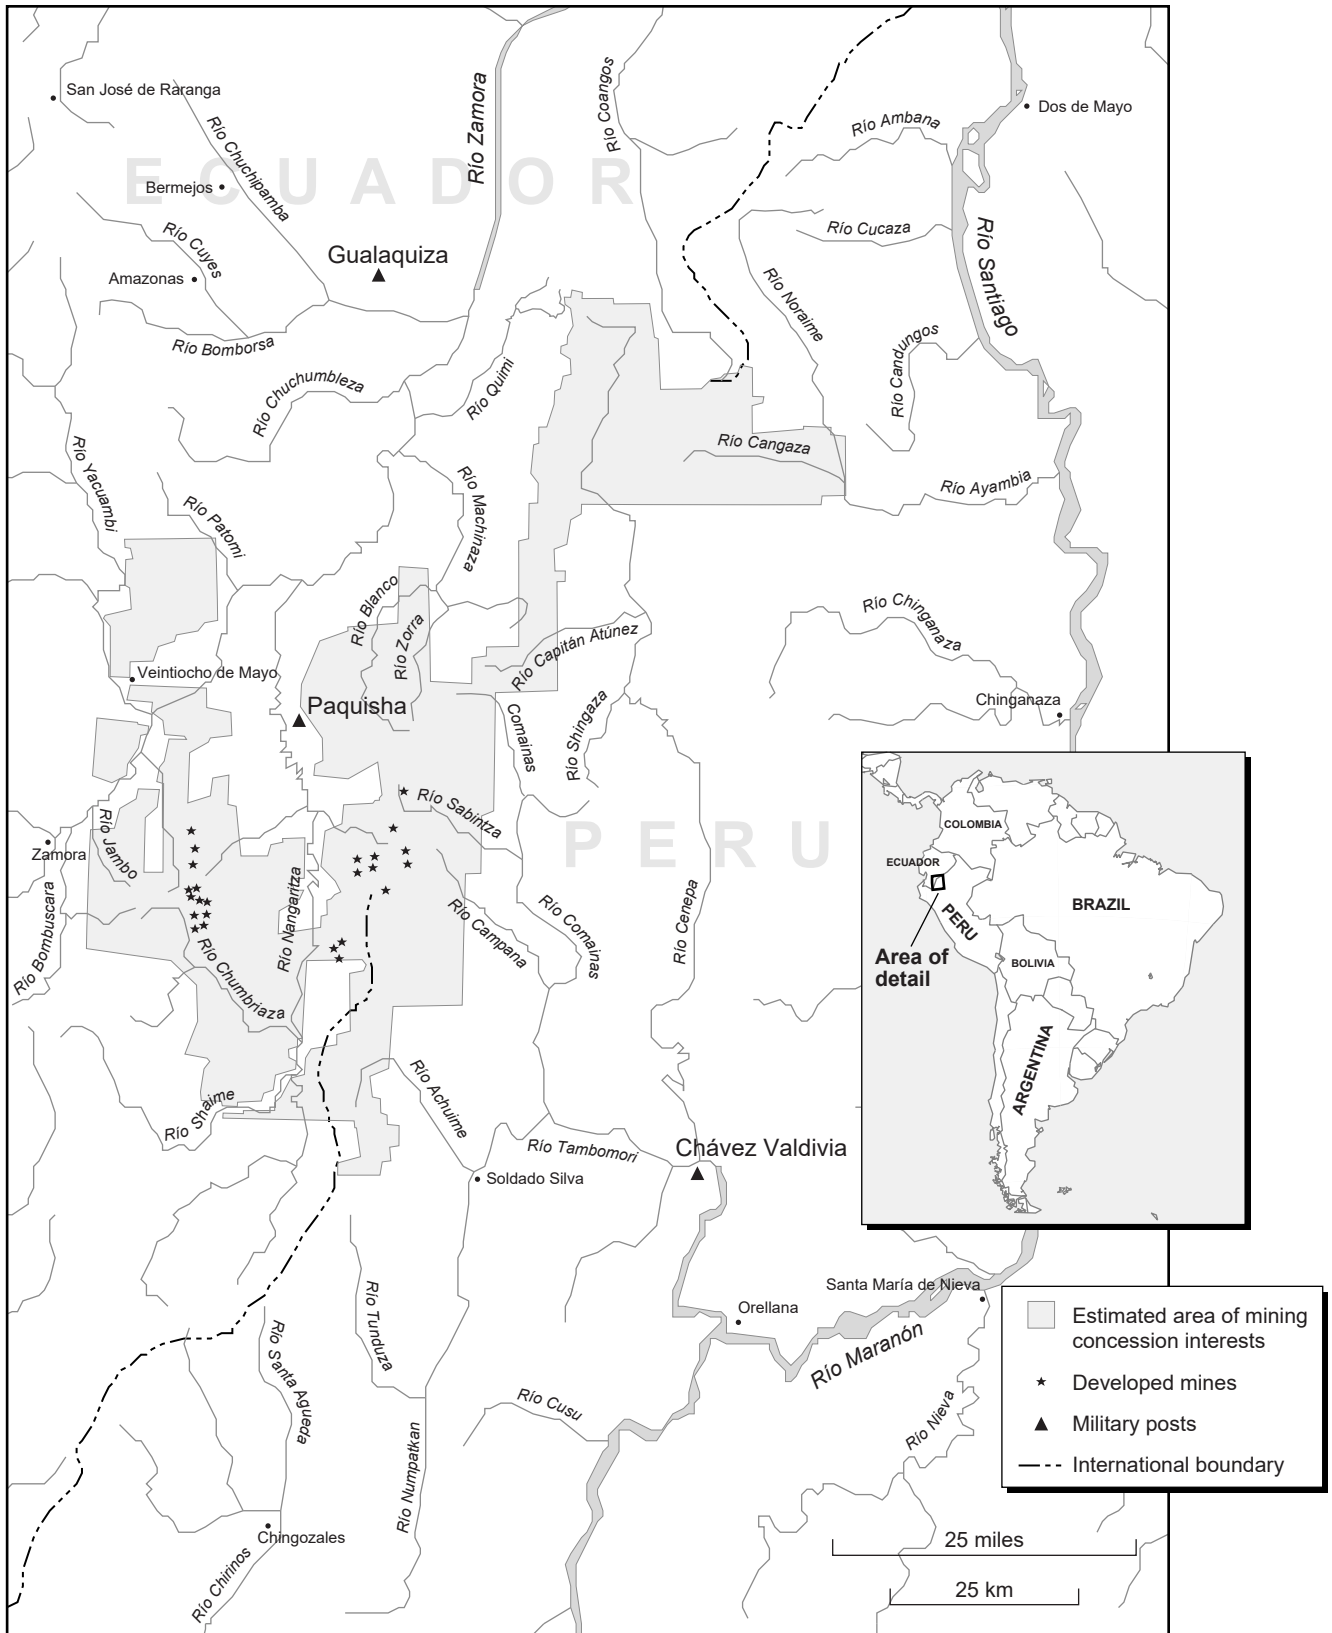 San José de Raranga
Río Chuchipamba
Río Zamora
Río Coangos
Río Ambana
Dos de Mayo
ECUADOR
Bermejos
Río Cuyes
Gualaquiza
Río Cucaza
Río Santiago
Amazonas
Río Noraime
Río Bomborsa
Río Candungos
Río Quimi
Río Chuchumbleza
Río Cangaza
Río Yacuambi
Río Machinaza
Río Ayambia
Río Patomi
Río Blanco
Río Zorra
Río Chinganaza
Río Capitán Atúnez
Veintiocho de Mayo
Paquisha
Comainas
Río Shingaza
Chinganaza
Río Sabintza
PERU
Río Jambo
Zamora
Río Bombuscara
Río Nangaritza
Río Campana
Río Comainas
Río Cenepa
Río Chumbriaza
Río Shaime
Río Achuime
Río Tambomori
Chávez Valdivia
Soldado Silva
Santa María de Nieva
Orellana
Río Tunduza
Río Santa Agueda
Río Maranón
Río Cusu
Río Nieva
Río Numpatkan
Chingozales
Río Chirinos
COLOMBIA
ECUADOR
BRAZIL
PERU
Area of
detail
BOLIVIA
ARGENTINA
Estimated area of mining
concession interests
Developed mines
Military posts
International boundary
25 miles
25 km